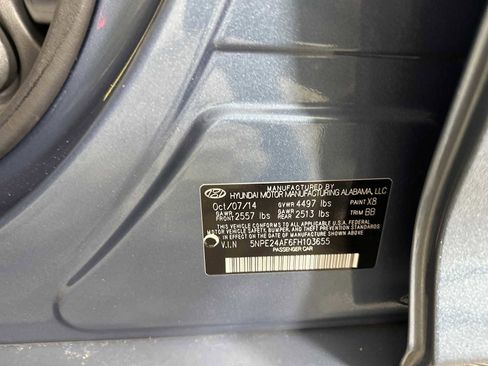 MANUFACTURED BY
HYUNDAI MOTOR MANUFACTURING ALABAMA, LLC
Oct/07/14 GVWR 4497 lbs PAINT X8
GAWR FRONT 2557 lbs GAWR REAR 2513 lbs TRIM BB
THIS VEHICLE CONFORMS TO ALL APPLICABLE U.S.A. FEDERAL
MOTOR VEHICLE SAFETY, BUMPER, AND THEFT PREVENTION
STANDARDS IN EFFECT ON THE DATE OF MANUFACTURE
SHOWN ABOVE.
V.I.N 5NPE24AF6FH103655
PASSENGER CAR